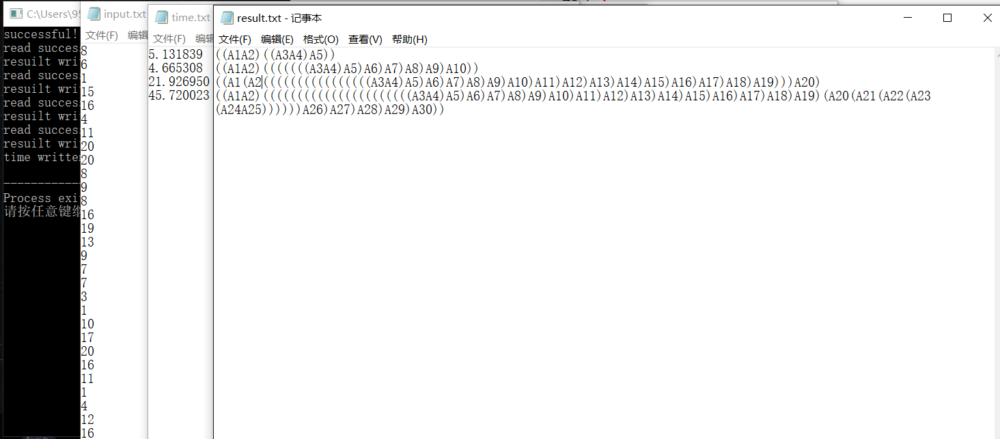 C:\Users\95
successful!
read succes
resuilt wri
read succes
resuilt wri
read succes
resuilt wri
read succes
resuilt wri
time writte
Process exi
请按任意键继
input.txt
文件(F) 编辑
8
6
1
15
16
4
11
20
20
8
9
8
16
19
13
9
7
7
3
1
10
17
20
16
11
1
4
12
16
time.txt
文件(F) 编辑
5.131839
4.665308
21.926950
45.720023
result.txt - 记事本
文件(F) 编辑(E) 格式(O) 查看(V) 帮助(H)
((A1A2)((A3A4)A5))
((A1A2)(((((((A3A4)A5)A6)A7)A8)A9)A10))
((A1(A2((((((((((((((((A3A4)A5)A6)A7)A8)A9)A10)A11)A12)A13)A14)A15)A16)A17)A18)A19)))A20)
((A1A2)((((((((((((((((((((((A3A4)A5)A6)A7)A8)A9)A10)A11)A12)A13)A14)A15)A16)A17)A18)A19)(A20(A21(A22(A23
(A24A25))))))A26)A27)A28)A29)A30))